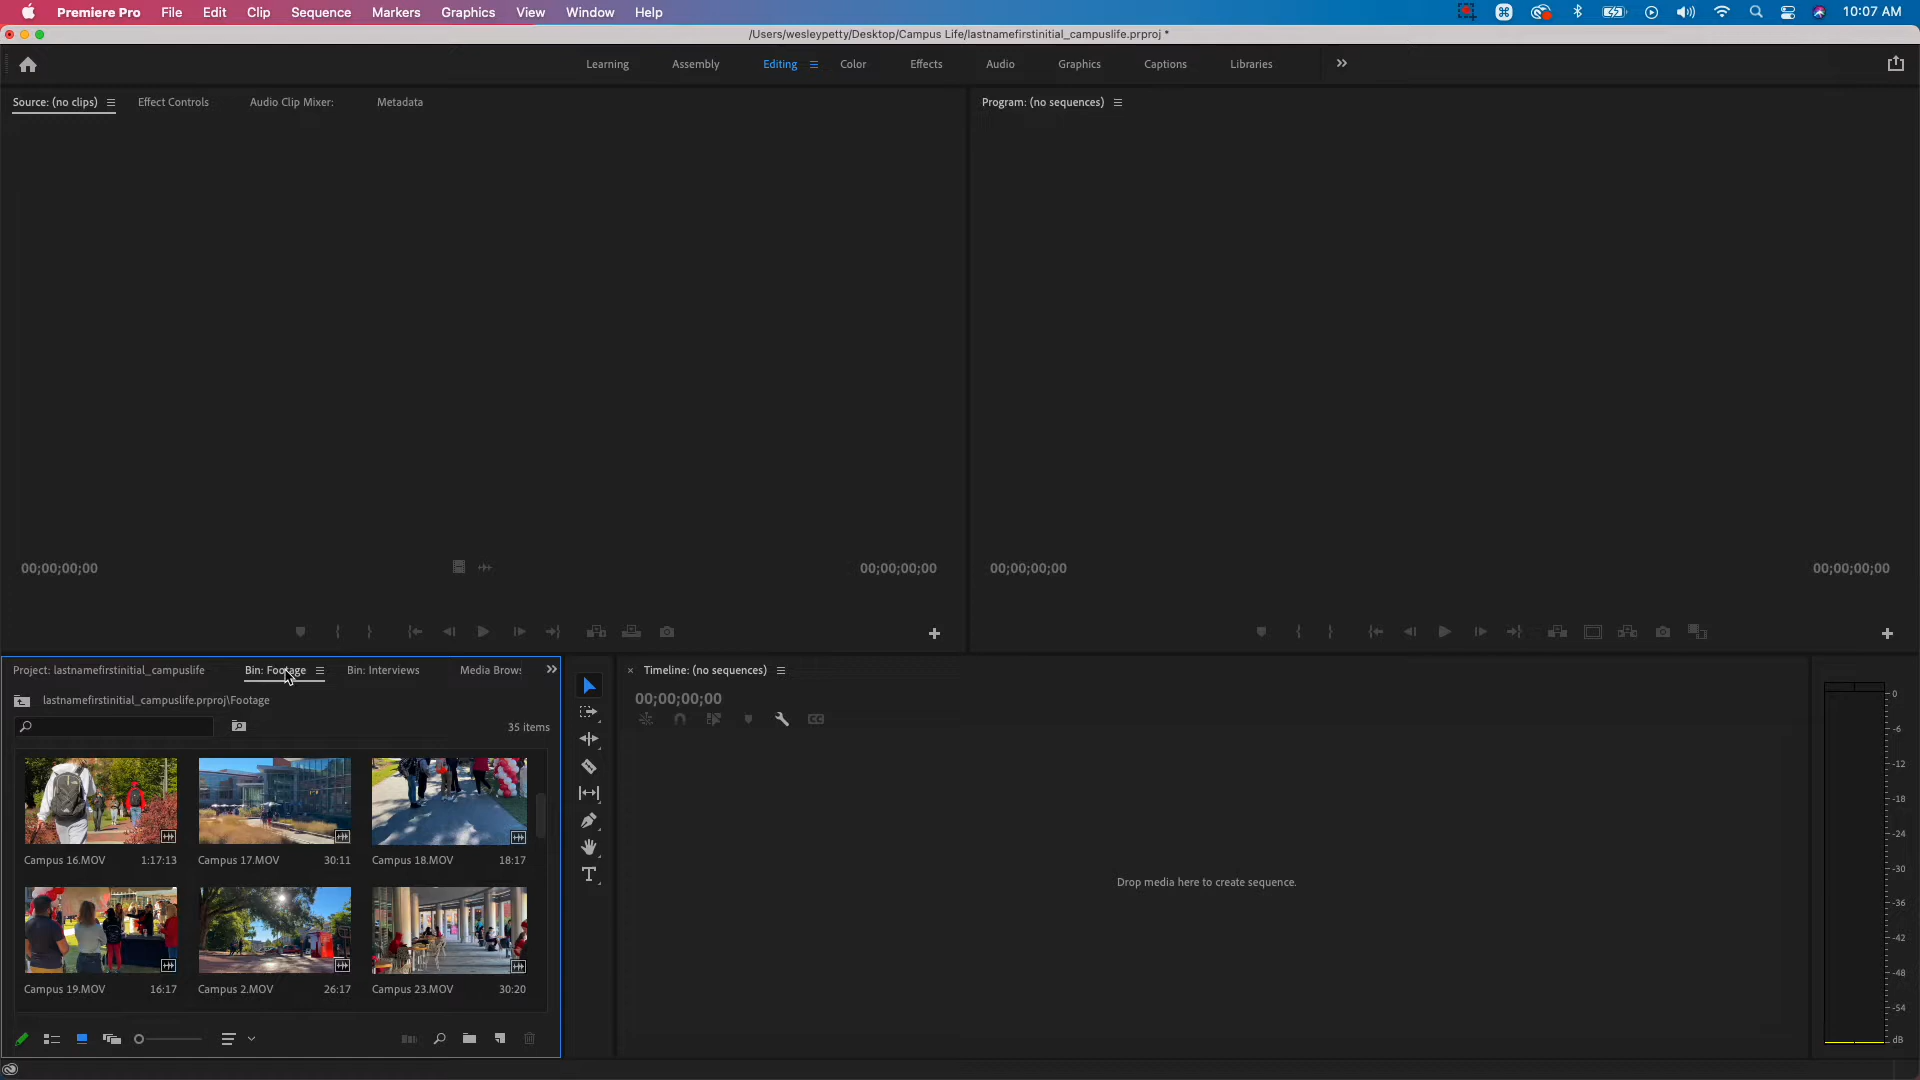 Premiere Pro File Edit Clip Sequence Markers Graphics View Window Help 10:07 AM
/Users/wesleypetty/Desktop/Campus Life/lastnamefirstinitial_campuslife.prproj *
Learning Assembly Editing Color Effects Audio Graphics Captions Libraries
Source: (no clips) Effect Controls Audio Clip Mixer: Metadata
Program: (no sequences)
00;00;00;00 00;00;00;00
00;00;00;00 00;00;00;00
Project: lastnamefirstinitial_campuslife Bin: Footage Bin: Interviews Media Brows
lastnamefirstinitial_campuslife.prproj\Footage
35 items
Campus 16.MOV 1:17:13 Campus 17.MOV 30:11 Campus 18.MOV 18:17
Campus 19.MOV 16:17 Campus 2.MOV 26:17 Campus 23.MOV 30:20
Timeline: (no sequences)
00;00;00;00
Drop media here to create sequence.
0
-6
-12
-18
-24
-30
-36
-42
-48
-54
dB